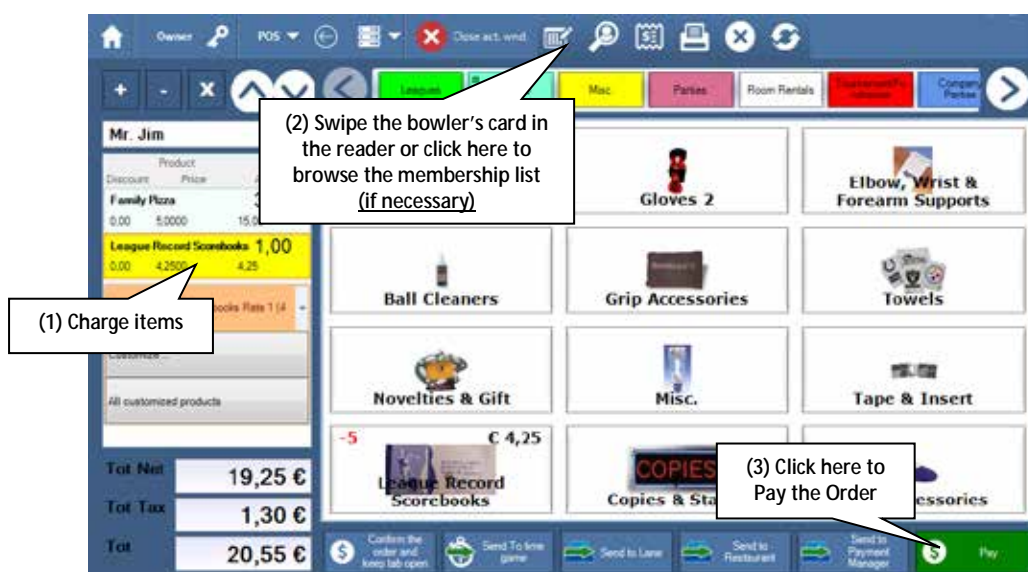 Owner
POS
Close act. wnd.
+ - x
Leagues
Misc
Parties
Room Rentals
Company Parties
(2) Swipe the bowler's card in
the reader or click here to
browse the membership list
(if necessary)
Mr. Jim
Product
Discount Price
Family Pizza
0.00 5.0000
League Record Scorebooks 1,00
0.00 4,2500 4,25
(1) Charge items
Customize ...
All customized products
Gloves 2
Elbow, Wrist &
Forearm Supports
Ball Cleaners
Grip Accessories
Towels
Novelties & Gift
Misc.
Tape & Insert
-5 € 4,25
League Record
Scorebooks
COPIES
Copies & Sta
essories
(3) Click here to
Pay the Order
Tot Net 19,25 €
Tot Tax 1,30 €
Tot 20,55 €
Confirm the
order and
keep tab open
Send To time
game
Send to Lane
Send to
Restaurant
Send to
Payment
Manager
Pay